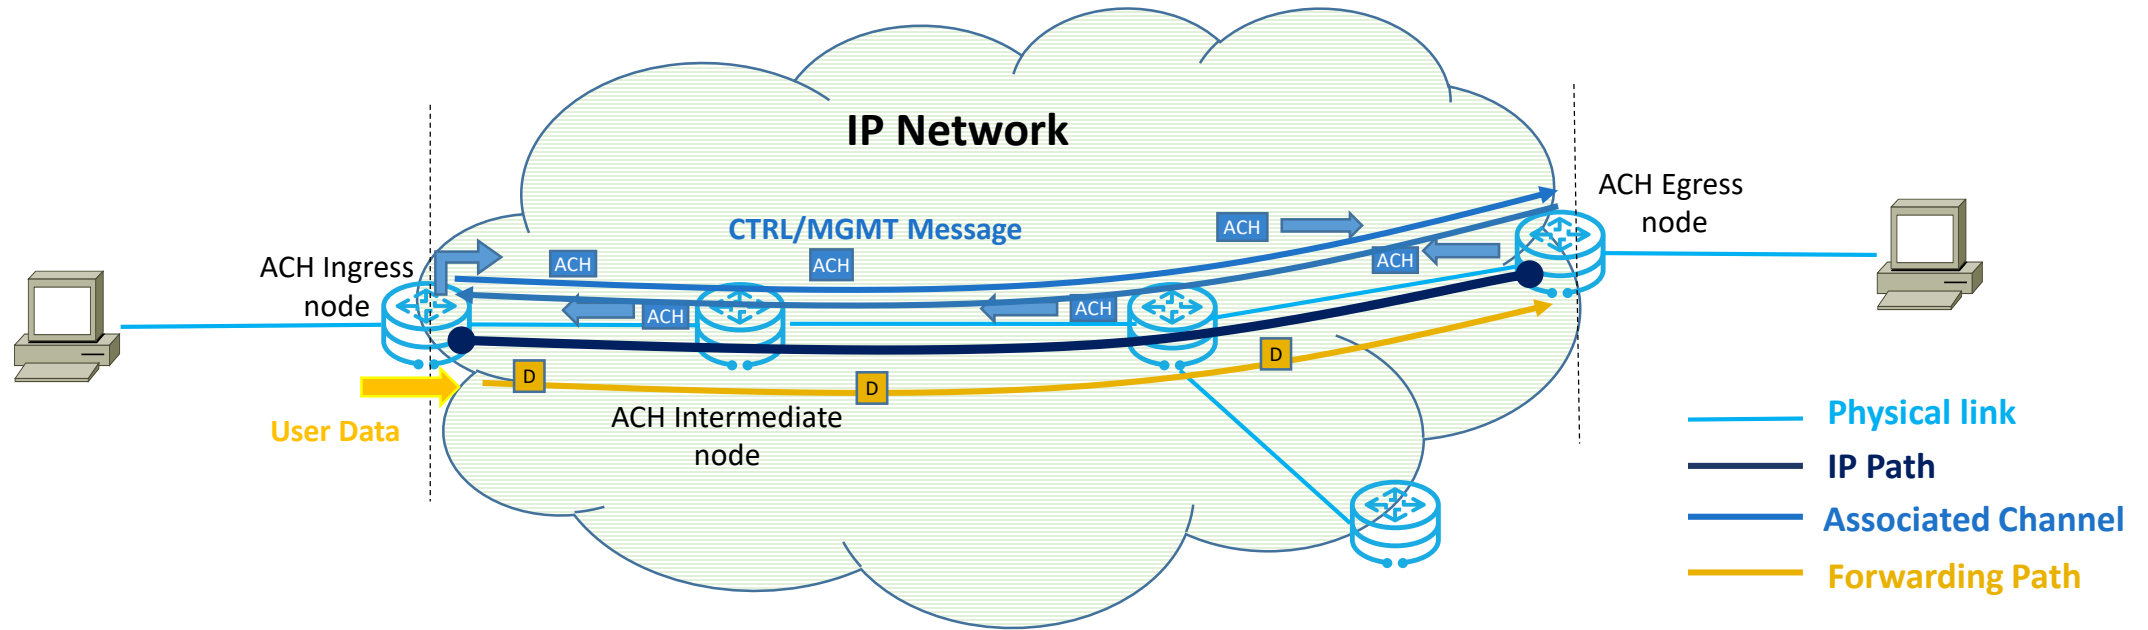 IP Network
ACH Egress
node
CTRL/MGMT Message
ACH
ACH
ACH
ACH
ACH Ingress
node
ACH
ACH
D
D
D
User Data
ACH Intermediate
node
Physical link
IP Path
Associated Channel
Forwarding Path